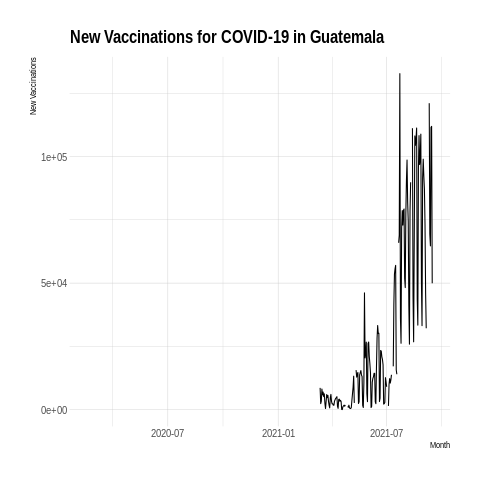 New Vaccinations for COVID-19 in Guatemala
New Vaccinations
1e+05
5e+04
0e+00
2020-07
2021-01
2021-07
Month